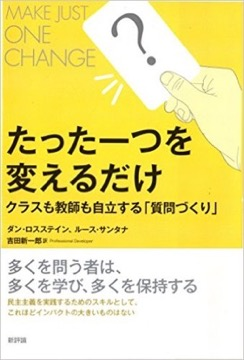 MAKE JUST
ONE
CHANGE
?
たった一つを
変えるだけ
クラスも教師も自立する「質問づくり」
ダン・ロスステイン、ルース・サンタナ
吉田新一郎 訳 Professional Developer
多くを問う者は、
多くを学び、多くを保持する
民主主義を実践するためのスキルとして、
これほどインパクトの大きいものはない
新評論